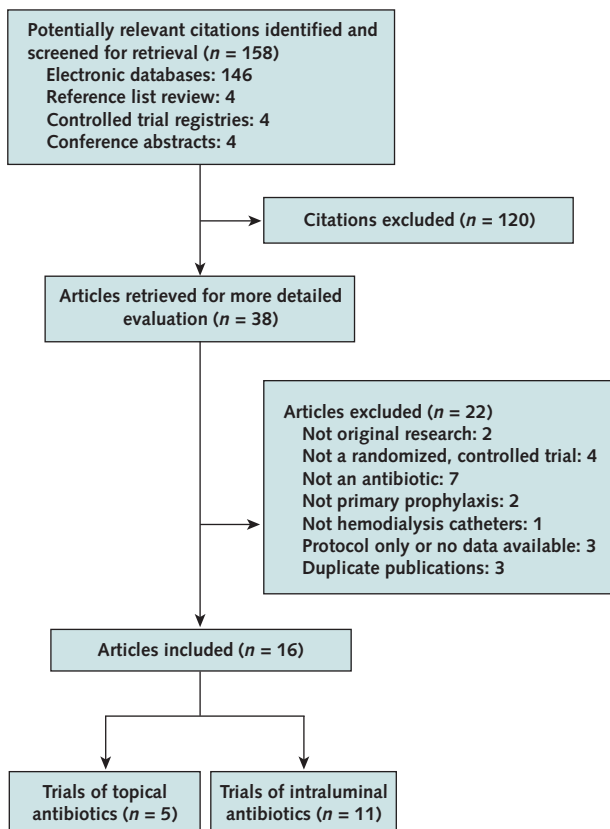 Potentially relevant citations identified and
screened for retrieval (n = 158)
Electronic databases: 146
Reference list review: 4
Controlled trial registries: 4
Conference abstracts: 4
Citations excluded (n = 120)
Articles retrieved for more detailed
evaluation (n = 38)
Articles excluded (n = 22)
Not original research: 2
Not a randomized, controlled trial: 4
Not an antibiotic: 7
Not primary prophylaxis: 2
Not hemodialysis catheters: 1
Protocol only or no data available: 3
Duplicate publications: 3
Articles included (n = 16)
Trials of topical
antibiotics (n = 5)
Trials of intraluminal
antibiotics (n = 11)